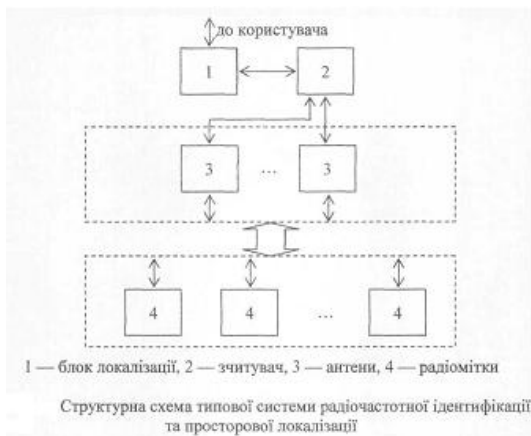 до користувача
1
2
3 ... 3
4 4 ... 4
1 — блок локалізації, 2 — зчитувач, 3 — антени, 4 — радіомітки
Структурна схема типової системи радіочастотної ідентифікації
та просторової локалізації